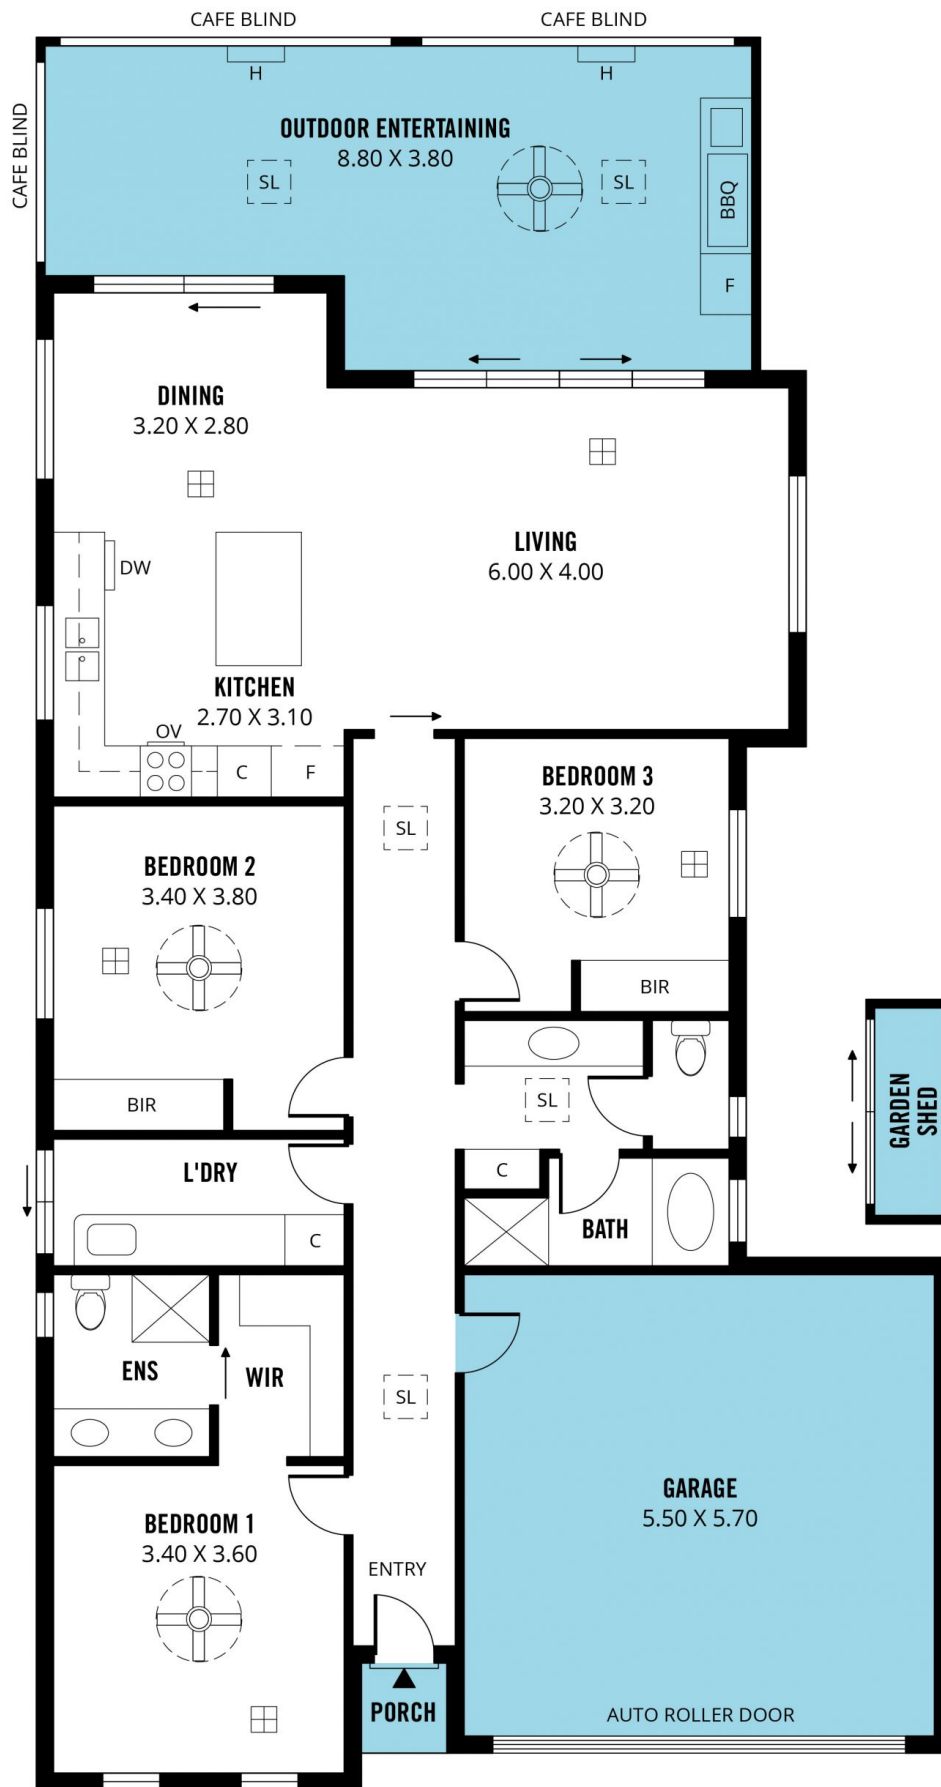 CAFE BLIND
CAFE BLIND
CAFE BLIND
H
H
OUTDOOR ENTERTAINING
8.80 X 3.80
SL
SL
BBQ
F
DINING
3.20 X 2.80
LIVING
6.00 X 4.00
DW
KITCHEN
2.70 X 3.10
OV
C
F
BEDROOM 3
3.20 X 3.20
SL
BEDROOM 2
3.40 X 3.80
BIR
BIR
SL
GARDEN
SHED
L'DRY
C
BATH
C
ENS
WIR
SL
GARAGE
5.50 X 5.70
BEDROOM 1
3.40 X 3.60
ENTRY
PORCH
AUTO ROLLER DOOR